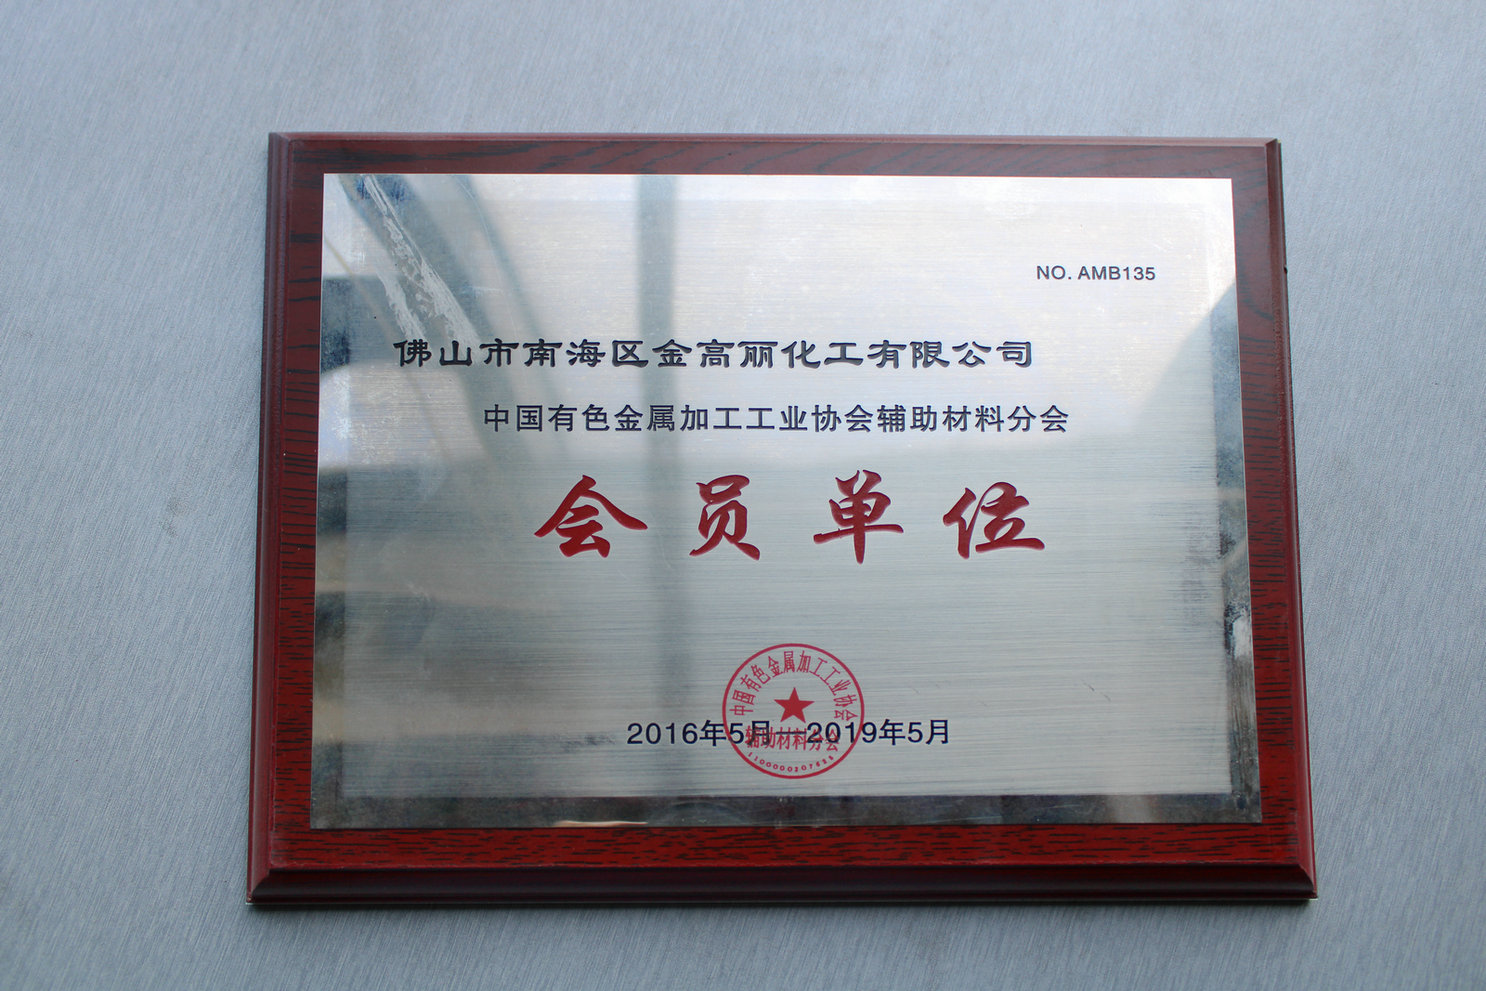 NO. AMB135
佛山市南海区金高丽化工有限公司
中国有色金属加工工业协会辅助材料分会
会员单位
2016年5月—2019年5月
中国有色金属加工工业协会
辅助材料分会